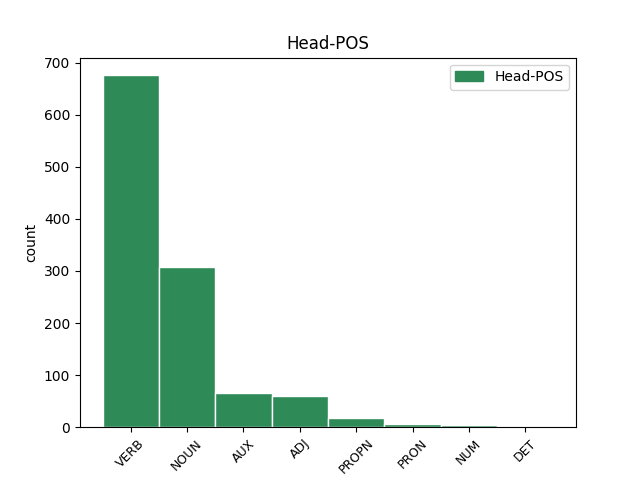 Head-POS
Head-POS
700
600
500
400
300
200
100
0
count
VERB
NOUN
AUX
ADJ
PROPN
PRON
NUM
DET